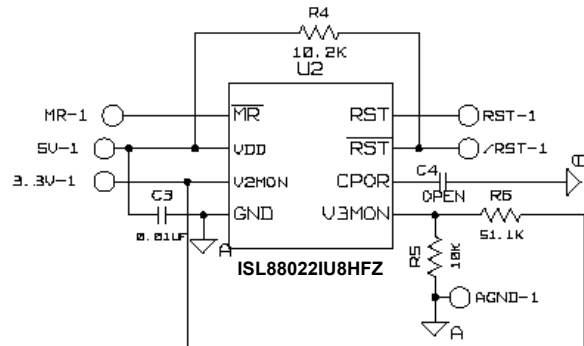 R4
10.2K
U2
MR-1
MR
RST
RST-1
5V-1
VDD
RST
/RST-1
3.3V-1
V2MON
CPOR
C4
OPEN
C3
0.01UF
GND
V3MON
R6
51.1K
A
R5
10K
ISL88022IU8HFZ
AGND-1
A